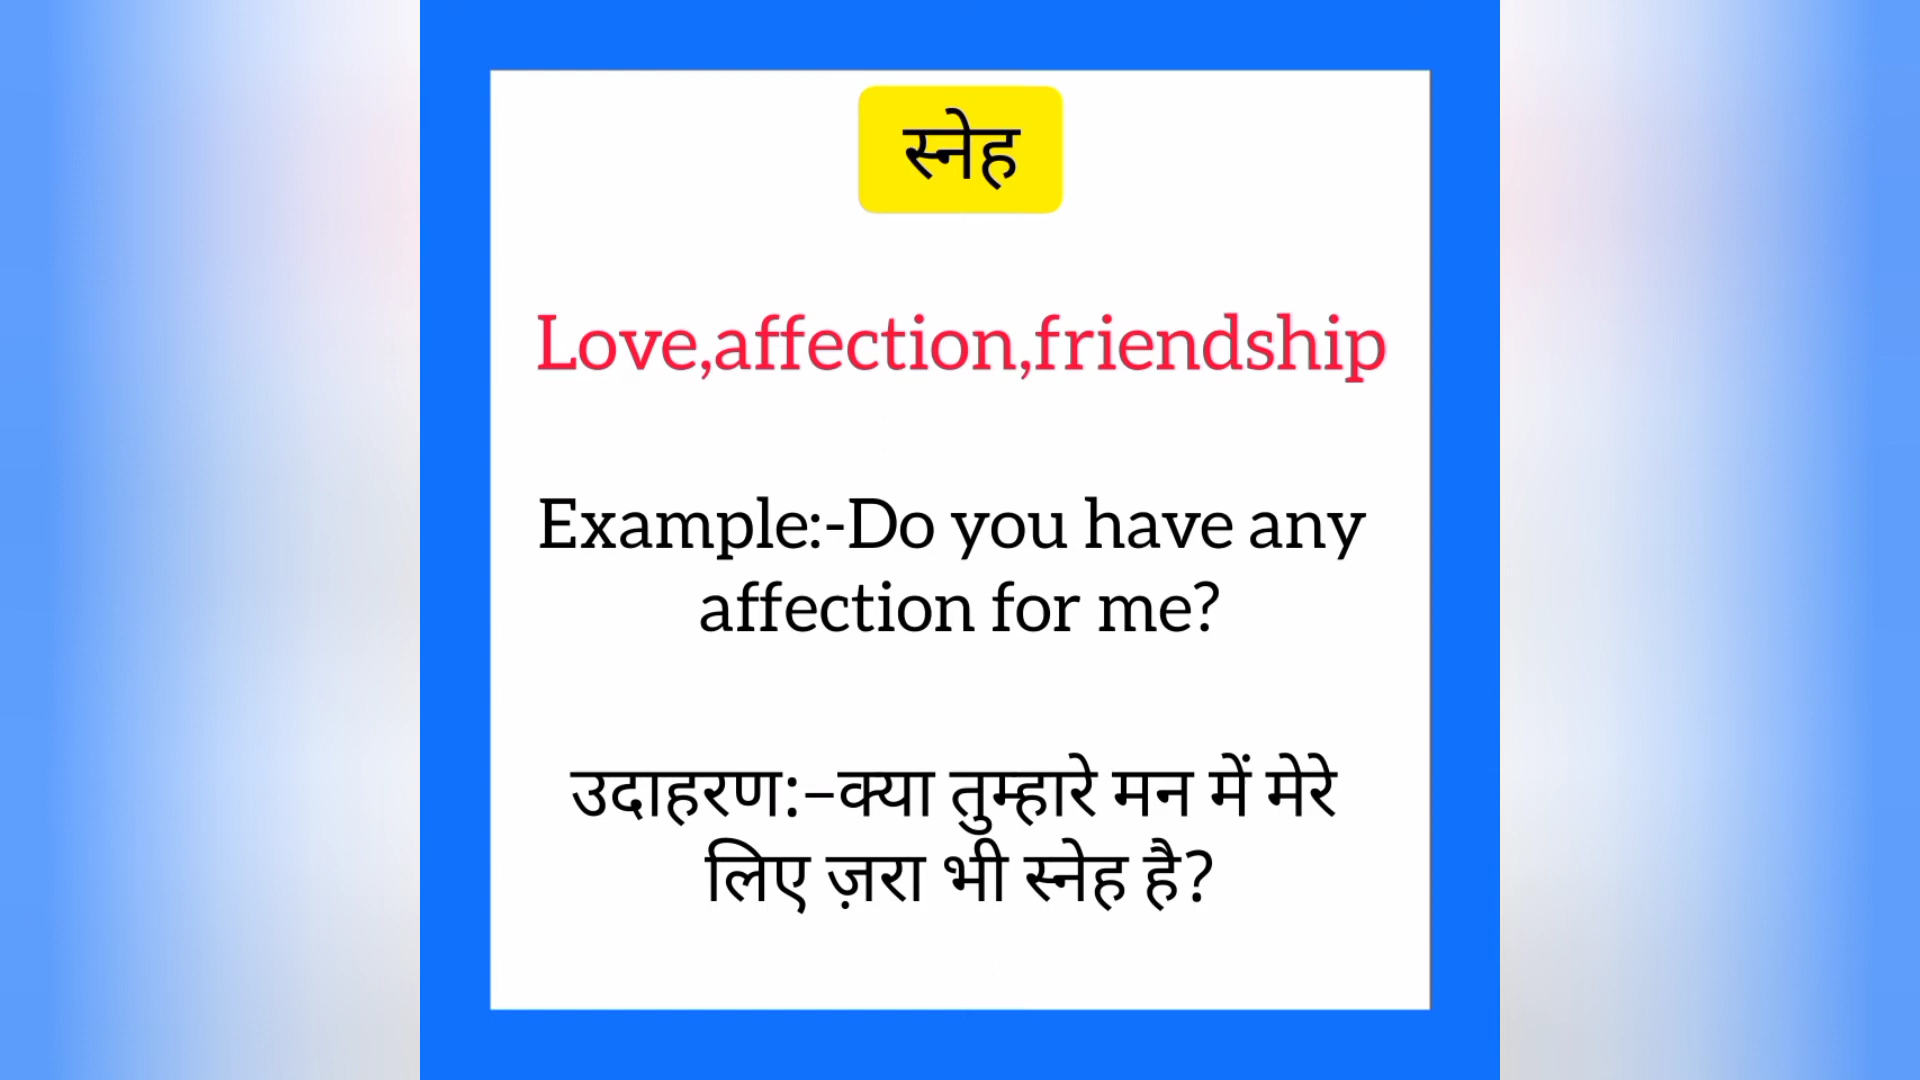 स्नेह
Love,affection,friendship
Example:-Do you have any
affection for me?
उदाहरण:–क्या तुम्हारे मन में मेरे
लिए ज़रा भी स्नेह है?